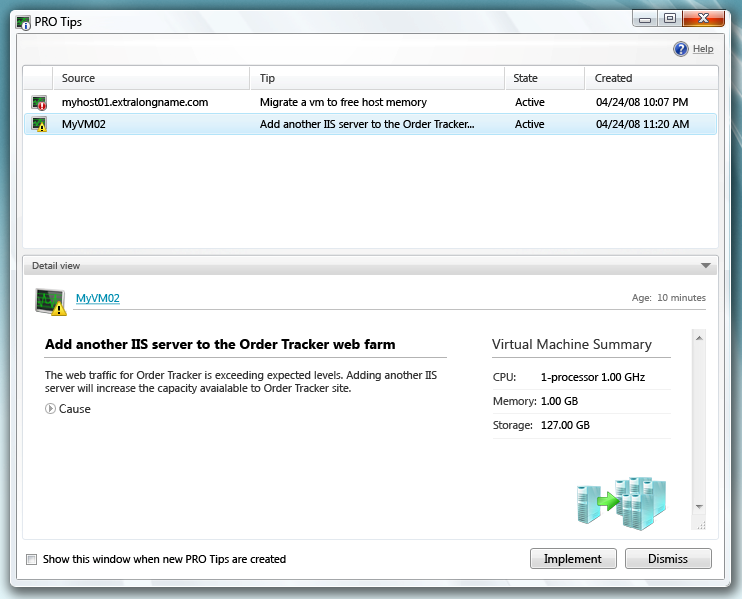 PRO Tips
Help
Source Tip State Created
myhost01.extralongname.com Migrate a vm to free host memory Active 04/24/08 10:07 PM
MyVM02 Add another IIS server to the Order Tracker... Active 04/24/08 11:20 AM
Detail view
MyVM02 Age: 10 minutes
Add another IIS server to the Order Tracker web farm
The web traffic for Order Tracker is exceeding expected levels. Adding another IIS
server will increase the capacity avaialable to Order Tracker site.
Cause
Virtual Machine Summary
CPU: 1-processor 1.00 GHz
Memory: 1.00 GB
Storage: 127.00 GB
Show this window when new PRO Tips are created
Implement Dismiss